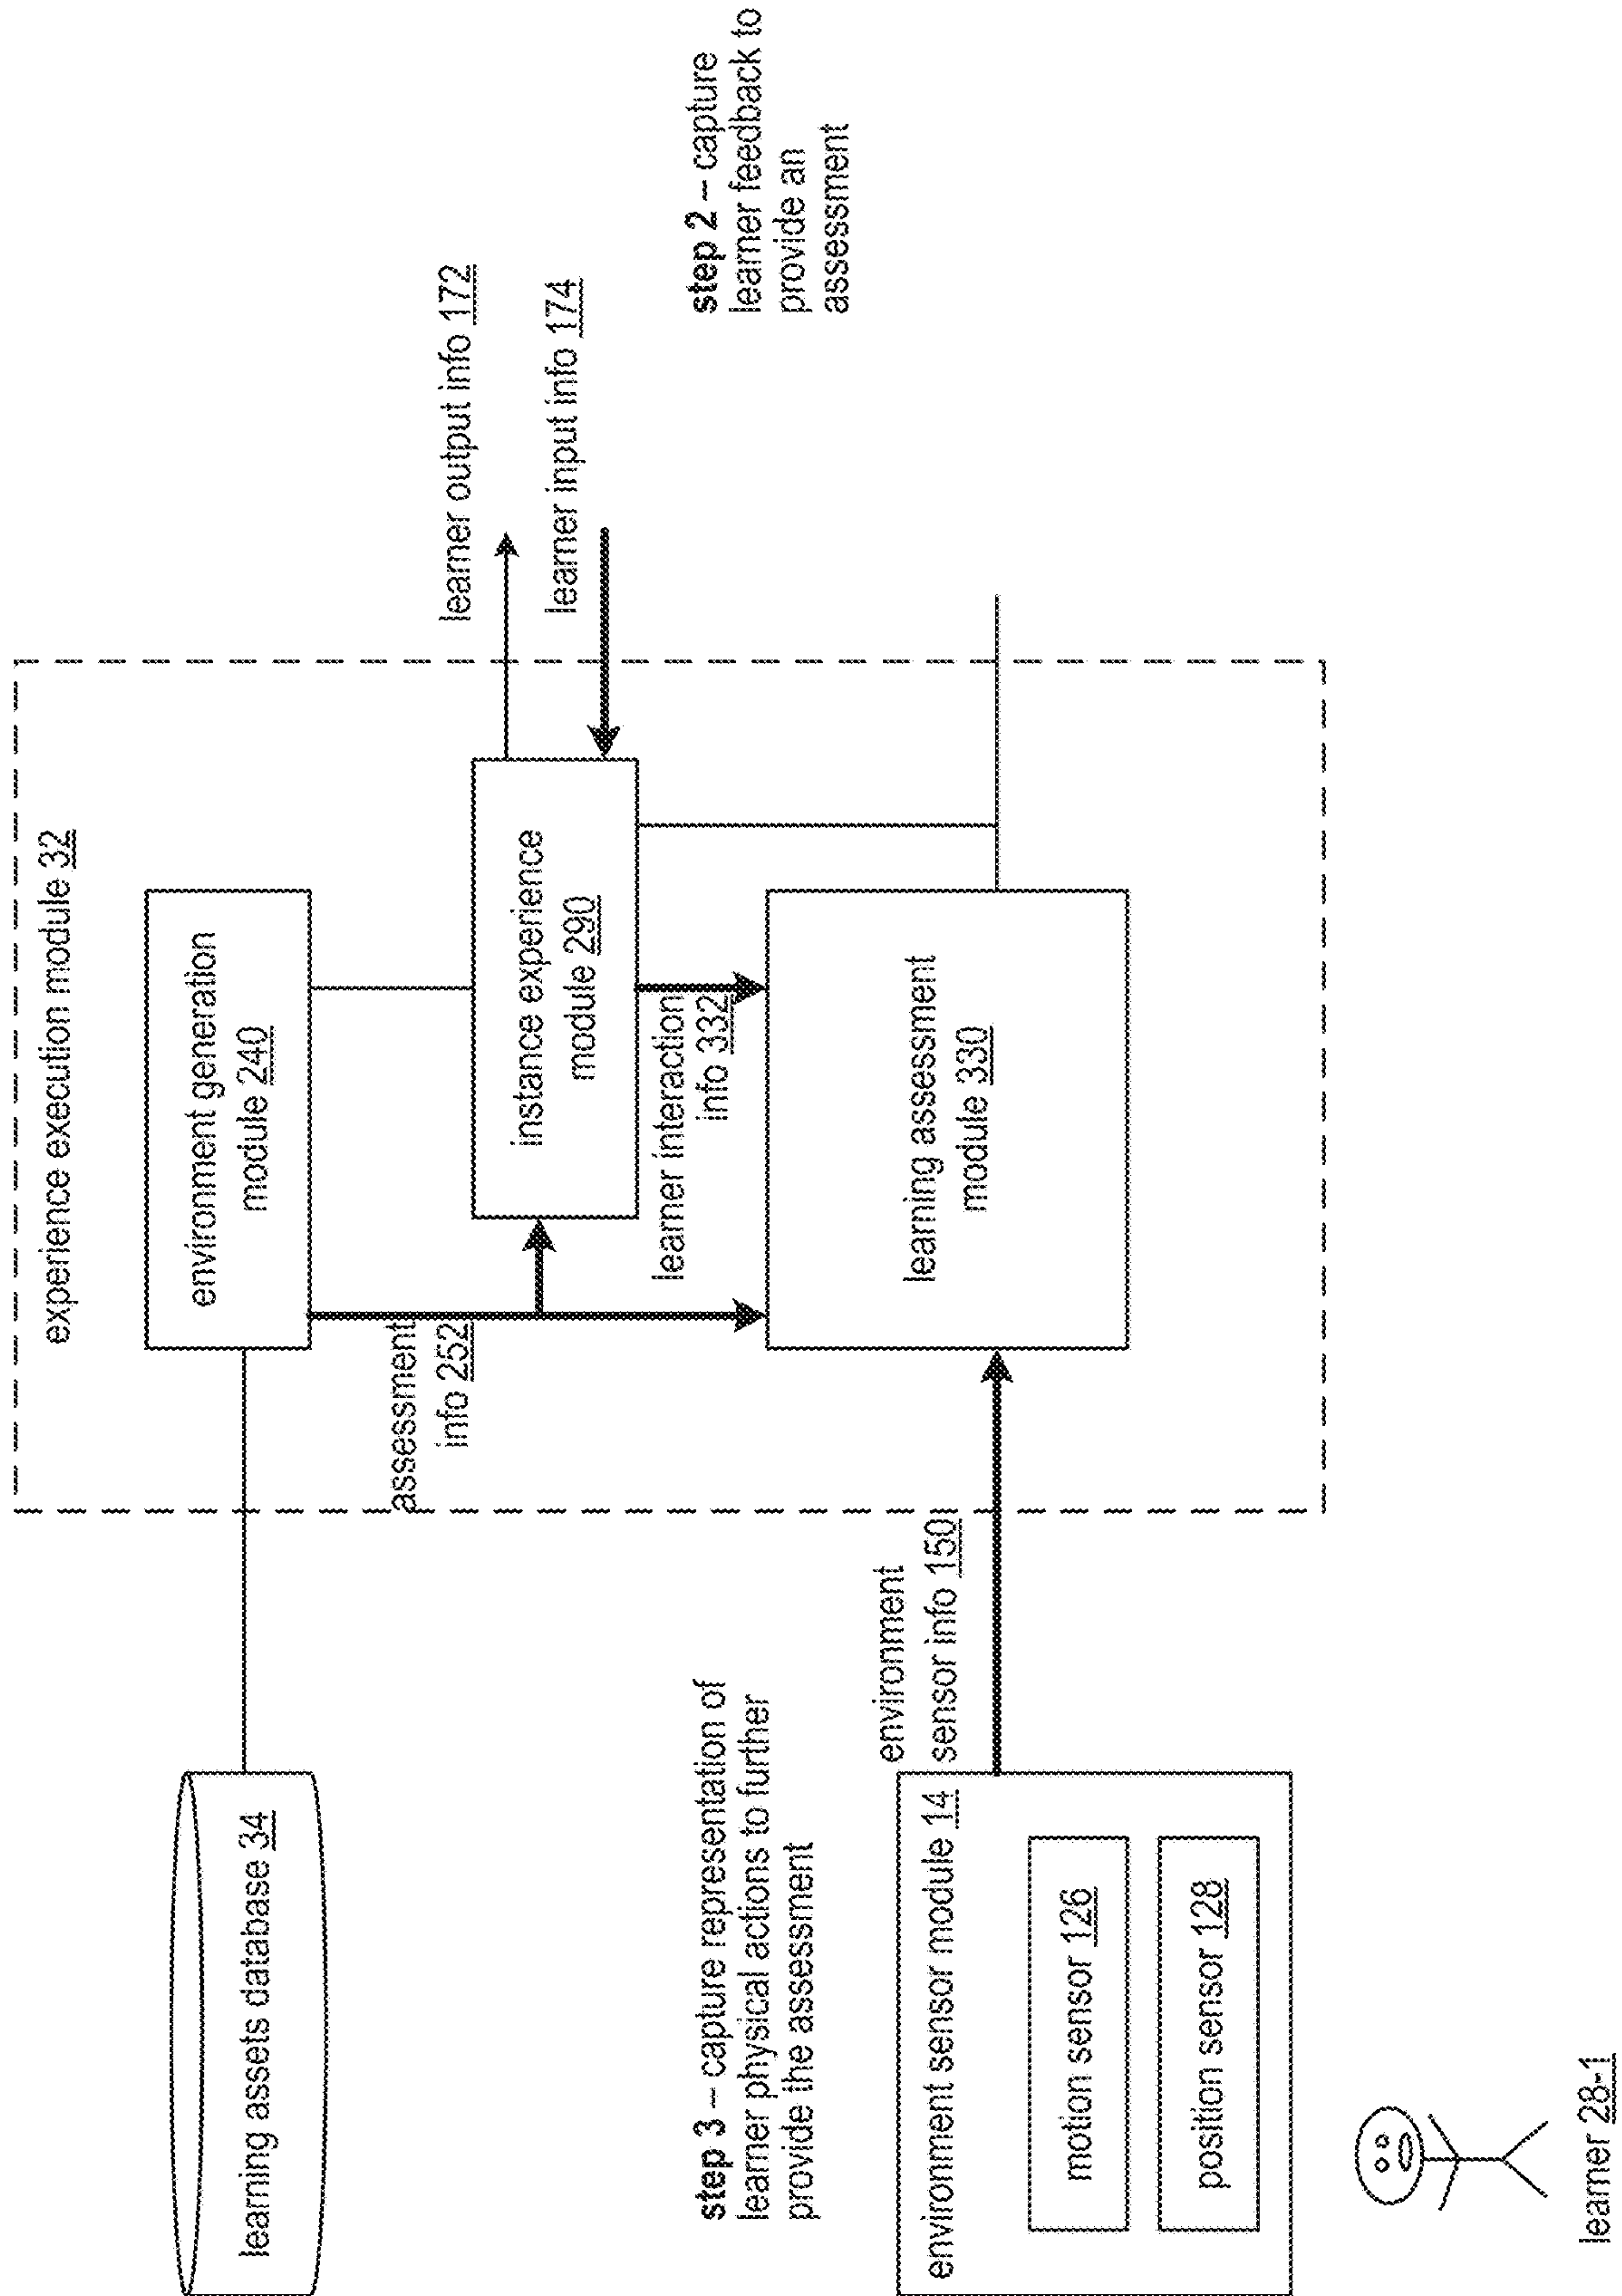 experience execution module 32
learning assets database 34
environment generation
module 240
assessment
info 252
instance experience
module 290
learner output info 172
learner input info 174
learner interaction
info 332
step 2 – capture
learner feedback to
provide an
assessment
step 3 – capture representation of
learner physical actions to further
provide the assessment
learning assessment
module 330
environment
sensor info 150
environment sensor module 14
motion sensor 126
position sensor 128
learner 28-1